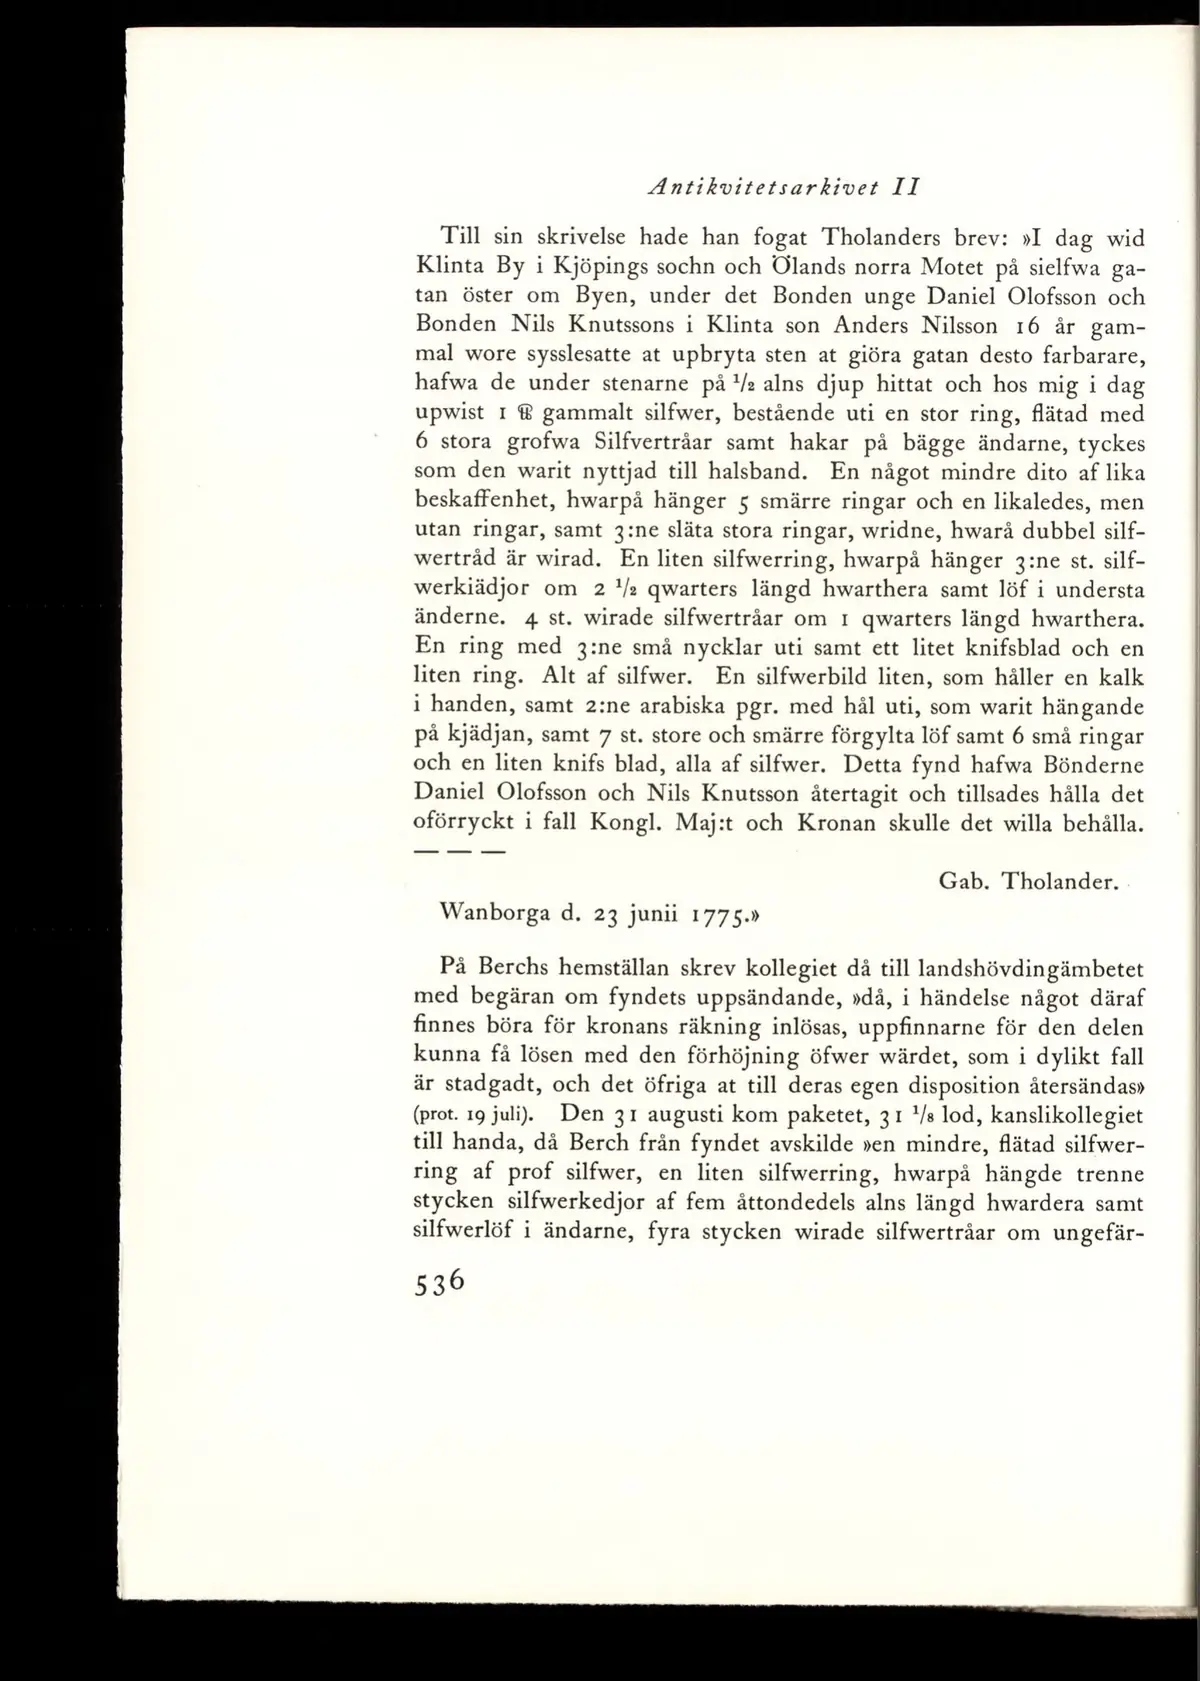 Antikvitetsarkivet II
Till sin skrivelse hade han fogat Tholanders brev: »I dag wid
Klinta By i Kjöpings sochn och Ölands norra Motet på sielfwa ga-
tan öster om Byen, under det Bonden unge Daniel Olofsson och
Bonden Nils Knutssons i Klinta son Anders Nilsson 16 år gam-
mal wore sysslesatte at upbryta sten at giöra gatan desto farbarare,
hafwa de under stenarne på 1/2 alns djup hittat och hos mig i dag
upwist 1 ℔ gammalt silfwer, bestående uti en stor ring, flätad med
6 stora grofwa Silfvertråar samt hakar på bägge ändarne, tyckes
som den warit nyttjad till halsband. En något mindre dito af lika
beskaffenhet, hwarpå hänger 5 smärre ringar och en likaledes, men
utan ringar, samt 3:ne släta stora ringar, wridne, hwarå dubbel silf-
wertråd är wirad. En liten silfwerring, hwarpå hänger 3:ne st. silf-
werkiädjor om 2 1/2 qwarters längd hwarthera samt löf i understa
änderne. 4 st. wirade silfwertråar om 1 qwarters längd hwarthera.
En ring med 3:ne små nycklar uti samt ett litet knifsblad och en
liten ring. Alt af silfwer. En silfwerbild liten, som håller en kalk
i handen, samt 2:ne arabiska pgr. med hål uti, som warit hängande
på kjädjan, samt 7 st. store och smärre förgylta löf samt 6 små ringar
och en liten knifs blad, alla af silfwer. Detta fynd hafwa Bönderne
Daniel Olofsson och Nils Knutsson återtagit och tillsades hålla det
oförryckt i fall Kongl. Maj:t och Kronan skulle det willa behålla.
— — —
Gab. Tholander.
Wanborga d. 23 junii 1775.»
På Berchs hemställan skrev kollegiet då till landshövdingämbetet
med begäran om fyndets uppsändande, »då, i händelse något däraf
finnes böra för kronans räkning inlösas, uppfinnarne för den delen
kunna få lösen med den förhöjning öfwer wärdet, som i dylikt fall
är stadgadt, och det öfriga at till deras egen disposition återsändas»
(prot. 19 juli). Den 31 augusti kom paketet, 31 1/8 lod, kanslikollegiet
till handa, då Berch från fyndet avskilde »en mindre, flätad silfwer-
ring af prof silfwer, en liten silfwerring, hwarpå hängde trenne
stycken silfwerkedjor af fem åttondedels alns längd hwardera samt
silfwerlöf i ändarne, fyra stycken wirade silfwertråar om ungefär-
536